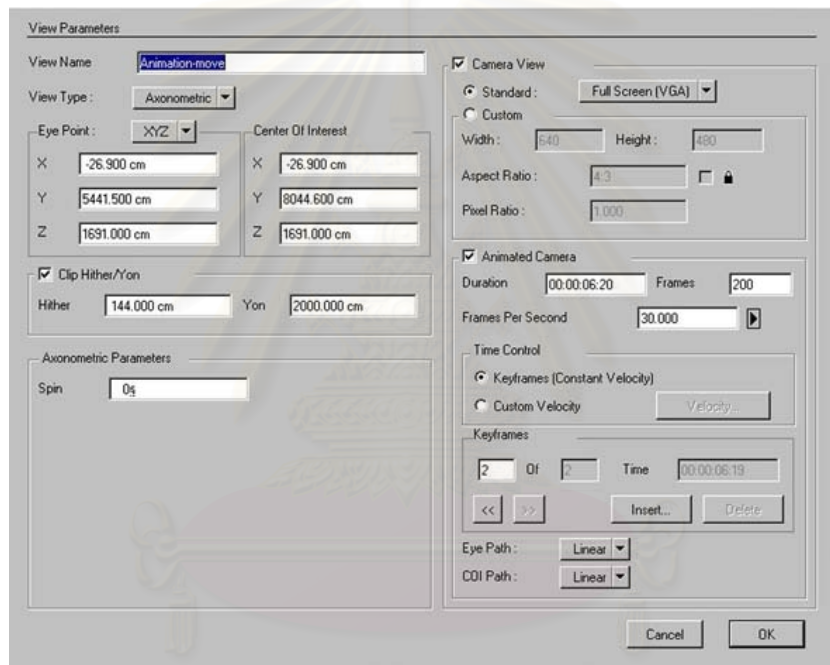 View Parameters
View Name Animation-move
View Type : Axonometric
Eye Point : XYZ
X -26.900 cm
Y 5441.500 cm
Z 1691.000 cm
Center Of Interest
X -26.900 cm
Y 8044.600 cm
Z 1691.000 cm
Clip Hither/Yon
Hither 144.000 cm Yon 2000.000 cm
Axonometric Parameters
Spin 0s
Camera View
Standard : Full Screen (VGA)
Custom
Width : 640 Height : 480
Aspect Ratio : 4:3
Pixel Ratio : 1.000
Animated Camera
Duration 00:00:06:20 Frames 200
Frames Per Second 30.000
Time Control
Keyframes (Constant Velocity)
Custom Velocity Velocity...
Keyframes
2 Of 2 Time 00:00:06:19
<< >> Insert... Delete
Eye Path : Linear
COI Path : Linear
Cancel OK